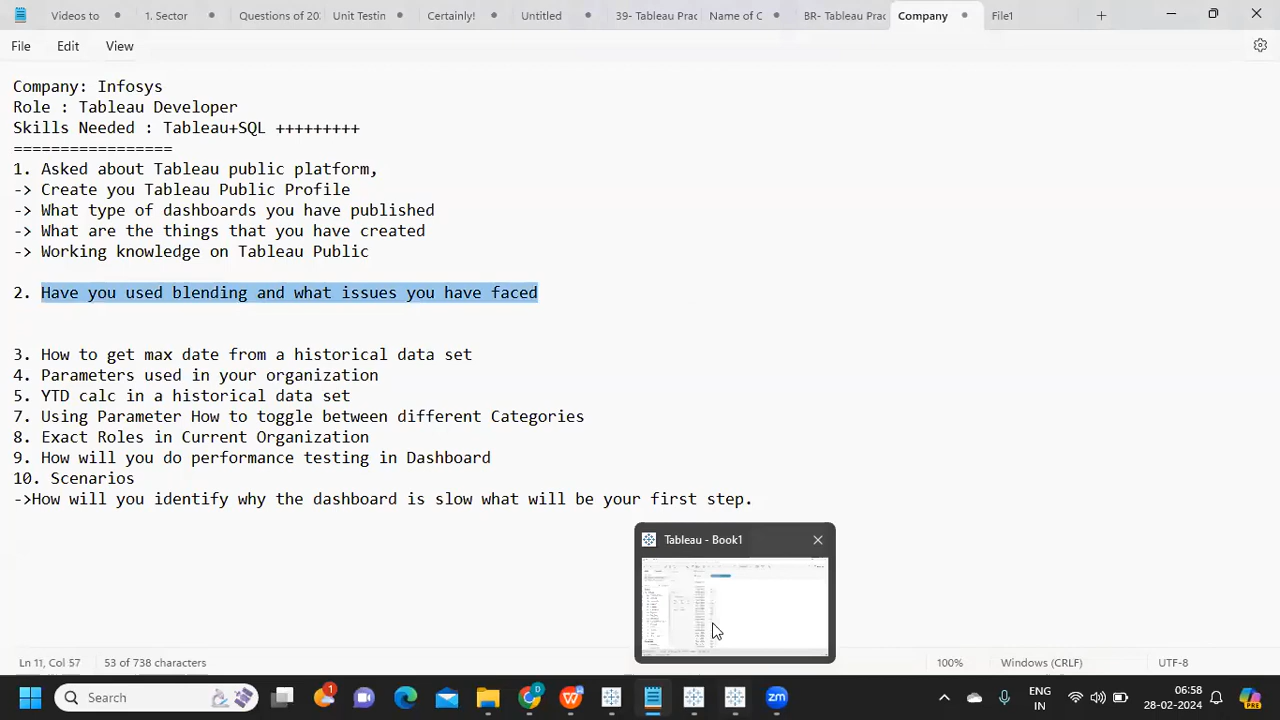 Videos to
1. Sector
Questions of 20
Unit Testin
Certainly!
Untitled
39- Tableau Prac
Name of C
BR- Tableau Prac
Company
File1
File
Edit
View
Company: Infosys
Role : Tableau Developer
Skills Needed : Tableau+SQL +++++++++
=================
1. Asked about Tableau public platform,
-> Create you Tableau Public Profile
-> What type of dashboards you have published
-> What are the things that you have created
-> Working knowledge on Tableau Public
2. Have you used blending and what issues you have faced
3. How to get max date from a historical data set
4. Parameters used in your organization
5. YTD calc in a historical data set
7. Using Parameter How to toggle between different Categories
8. Exact Roles in Current Organization
9. How will you do performance testing in Dashboard
10. Scenarios
->How will you identify why the dashboard is slow what will be your first step.
Tableau - Book1
Ln 11, Col 57
53 of 738 characters
100%
Windows (CRLF)
UTF-8
Search
1
zm
ENG
IN
06:58
28-02-2024
PRE